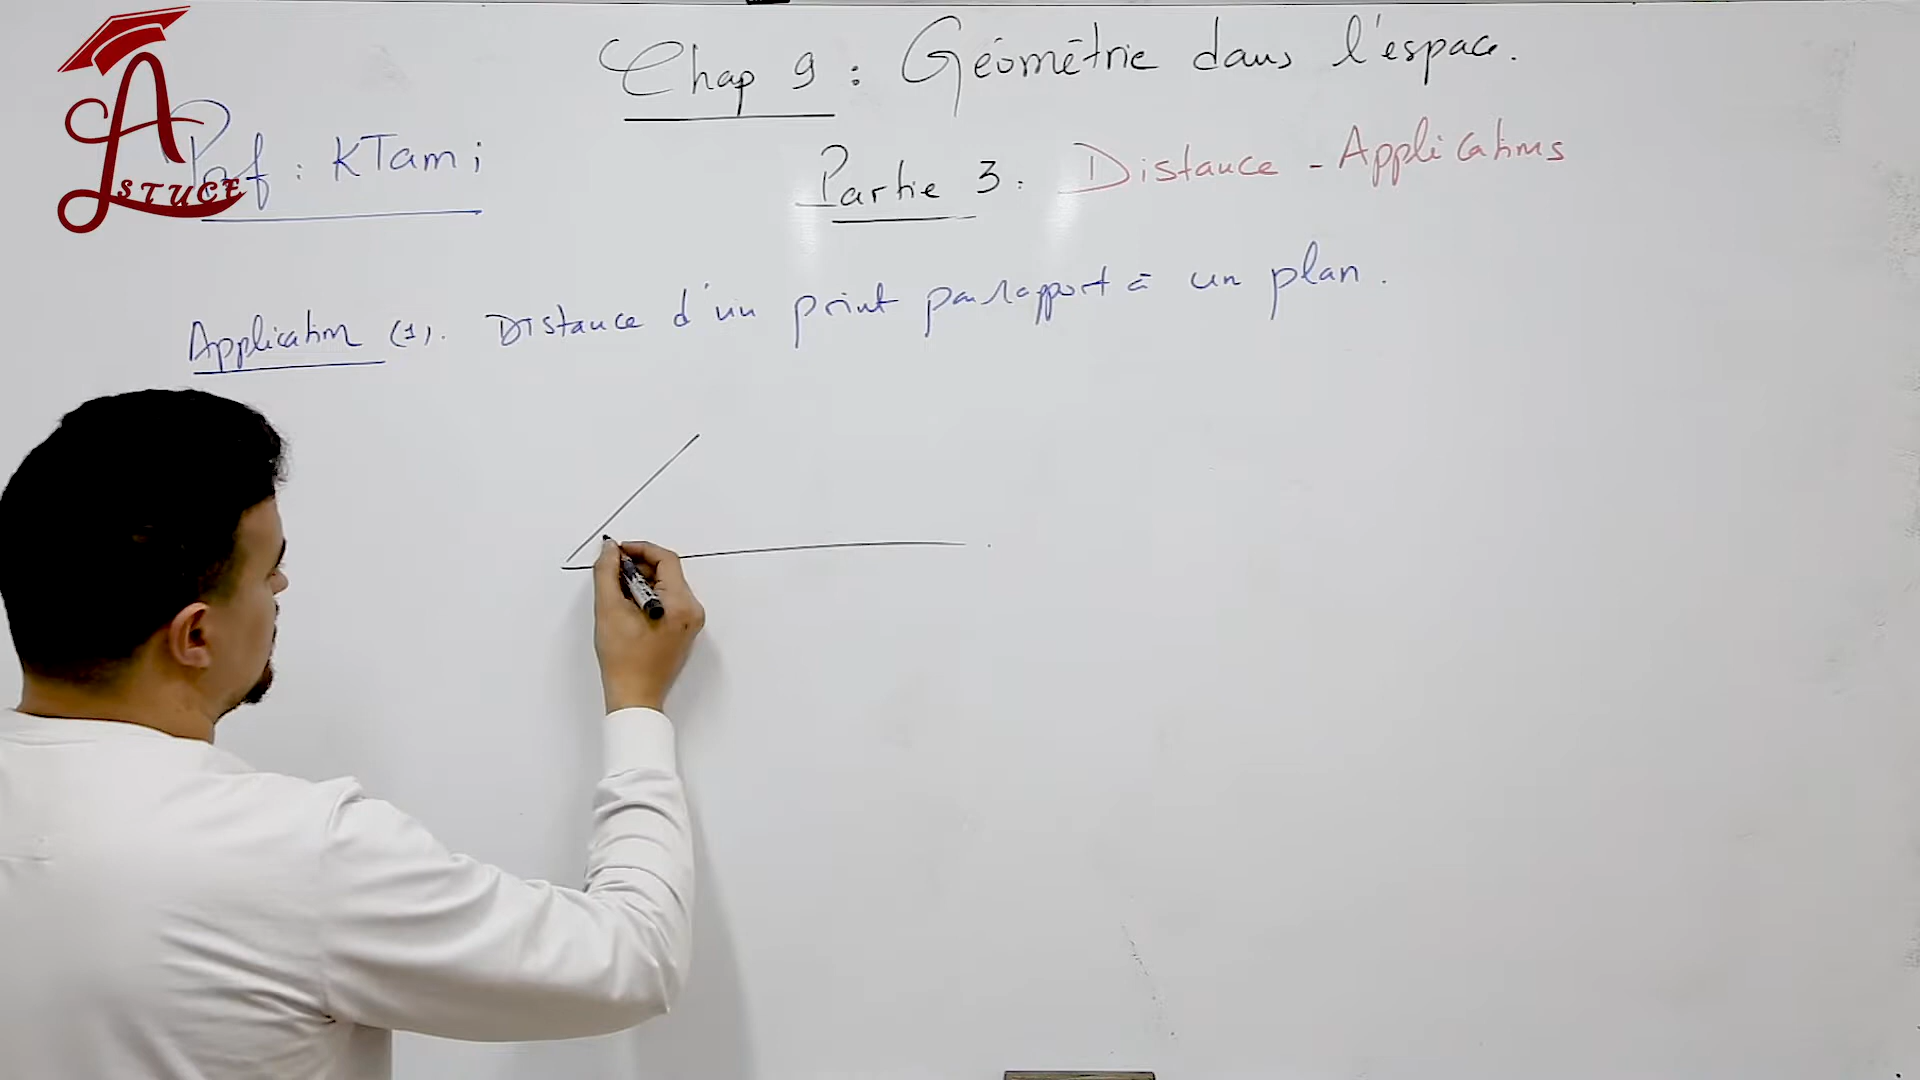 Chap 9 : Géométrie dans l'espace.
ASTUCE
Prof : KTami
Partie 3 : Distance - Applications
Application (1). Distance d'un point par rapport à un plan.